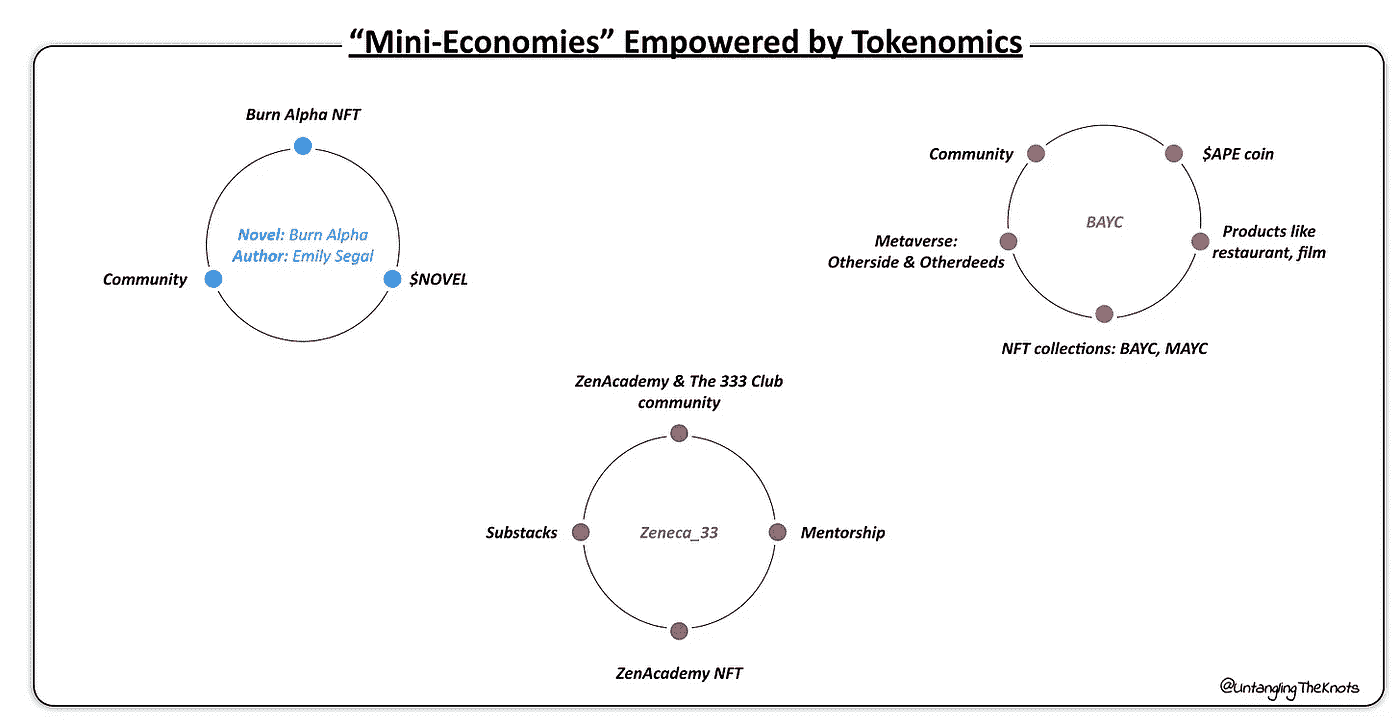 “Mini-Economies” Empowered by Tokenomics
Burn Alpha NFT
Novel: Burn Alpha
Author: Emily Segal
Community
$NOVEL
Community
$APE coin
BAYC
Metaverse:
Otherside & Otherdeeds
Products like
restaurant, film
NFT collections: BAYC, MAYC
ZenAcademy & The 333 Club
community
Substacks
Zeneca_33
Mentorship
ZenAcademy NFT
@UntanglingTheKnots